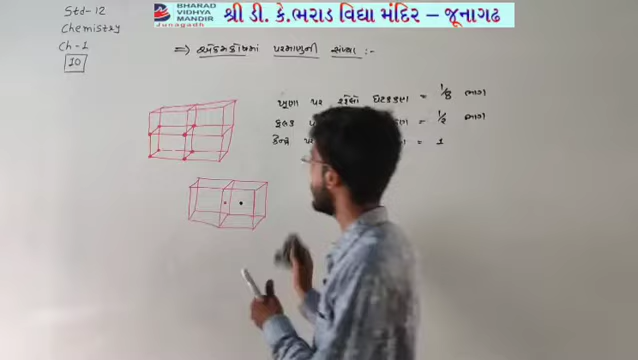 BHARAD
VIDHYA
MANDIR
Junagadh
શ્રી ડી. કે.ભરાડ વિદ્યા મંદિર – જૂનાગઢ
Std-12
Chemistry
Ch-1
10
=) એકમકોષમાં પરમાણુની સંખ્યા :-
ખૂણા પર રહેલો ઘટકકણ = 1/8 ભાગ
ફલક = 1/2 ભાગ
કેન્દ્ર = 1